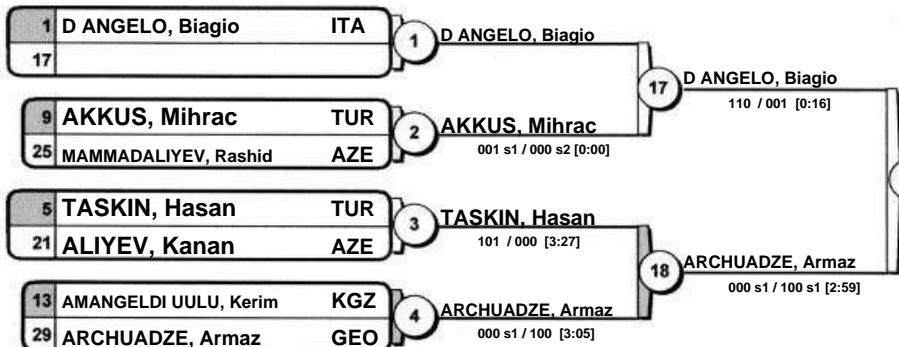 1 D ANGELO, Biagio ITA
17
1 D ANGELO, Biagio
9 AKKUS, Mihrac TUR
25 MAMMADALIYEV, Rashid AZE
2 AKKUS, Mihrac
001 s1 / 000 s2 [0:00]
17 D ANGELO, Biagio
110 / 001 [0:16]
5 TASKIN, Hasan TUR
21 ALIYEV, Kanan AZE
3 TASKIN, Hasan
101 / 000 [3:27]
13 AMANGELDI UULU, Kerim KGZ
29 ARCHUADZE, Armaz GEO
4 ARCHUADZE, Armaz
000 s1 / 100 [3:05]
18 ARCHUADZE, Armaz
000 s1 / 100 s1 [2:59]